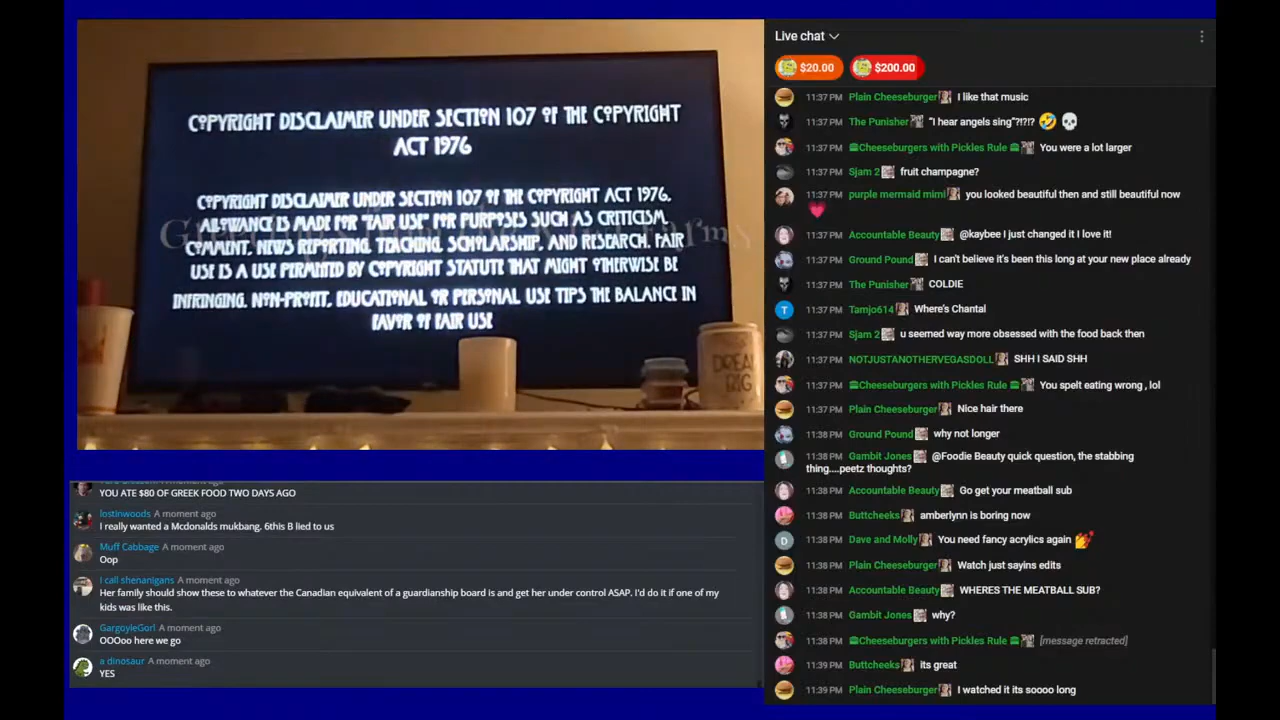 COPYRIGHT DISCLAIMER UNDER SECTION 107 OF THE COPYRIGHT
ACT 1976
COPYRIGHT DISCLAIMER UNDER SECTION 107 OF THE COPYRIGHT ACT 1976.
ALLOWANCE IS MADE FOR "FAIR USE" FOR PURPOSES SUCH AS CRITICISM,
COMMENT, NEWS REPORTING, TEACHING, SCHOLARSHIP, AND RESEARCH. FAIR
USE IS A USE PERMITTED BY COPYRIGHT STATUTE THAT MIGHT OTHERWISE BE
INFRINGING. NON-PROFIT, EDUCATIONAL OR PERSONAL USE TIPS THE BALANCE IN
FAVOR OF FAIR USE
DREAM
BIG
YOU ATE $80 OF GREEK FOOD TWO DAYS AGO
lostinwoods A moment ago
I really wanted a Mcdonalds mukbang. 6this B lied to us
Muff Cabbage A moment ago
Oop
I call shenanigans A moment ago
Her family should show these to whatever the Canadian equivalent of a guardianship board is and get her under control ASAP. I'd do it if one of my
kids was like this.
GargoyleGorl A moment ago
OOOoo here we go
a dinosaur A moment ago
YES
Live chat
$20.00 $200.00
11:37 PM Plain Cheeseburger I like that music
11:37 PM The Punisher "I hear angels sing"?!?!? 🤣 💀
11:37 PM 🍔Cheeseburgers with Pickles Rule 🍔 You were a lot larger
11:37 PM Sjam 2 fruit champagne?
11:37 PM purple mermaid mimi you looked beautiful then and still beautiful now
💗
11:37 PM Accountable Beauty @kaybee I just changed it I love it!
11:37 PM Ground Pound I can't believe it's been this long at your new place already
11:37 PM The Punisher COLDIE
11:37 PM Tamjo614 Where's Chantal
11:37 PM Sjam 2 u seemed way more obsessed with the food back then
11:37 PM NOTJUSTANOTHERVEGASDOLL SHH I SAID SHH
11:37 PM 🍔Cheeseburgers with Pickles Rule 🍔 You spelt eating wrong , lol
11:37 PM Plain Cheeseburger Nice hair there
11:38 PM Ground Pound why not longer
11:38 PM Gambit Jones @Foodie Beauty quick question, the stabbing
thing....peetz thoughts?
11:38 PM Accountable Beauty Go get your meatball sub
11:38 PM Buttcheeks amberlynn is boring now
11:38 PM Dave and Molly You need fancy acrylics again 💅
11:38 PM Plain Cheeseburger Watch just sayins edits
11:38 PM Accountable Beauty WHERES THE MEATBALL SUB?
11:38 PM Gambit Jones why?
11:38 PM 🍔Cheeseburgers with Pickles Rule 🍔 [message retracted]
11:39 PM Buttcheeks its great
11:39 PM Plain Cheeseburger I watched it its soooo long